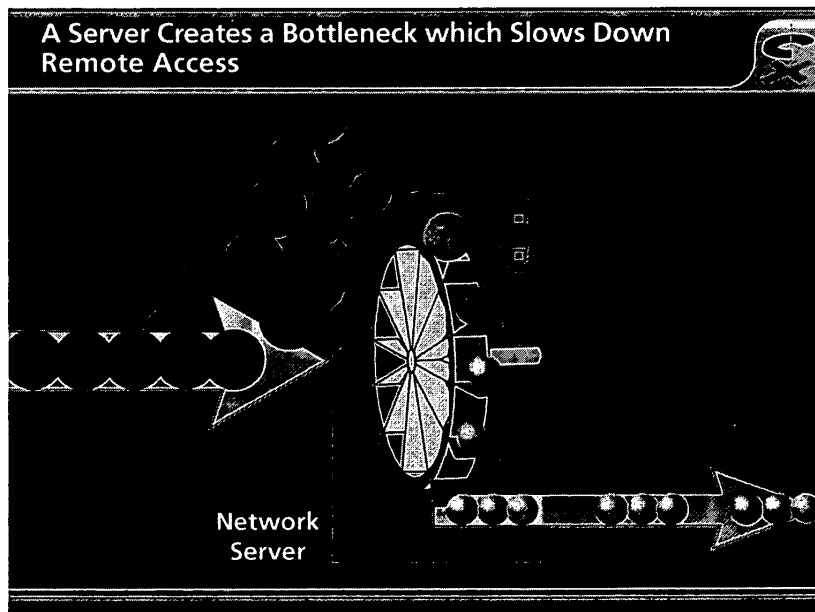 A Server Creates a Bottleneck which Slows Down
Remote Access
Network
Server